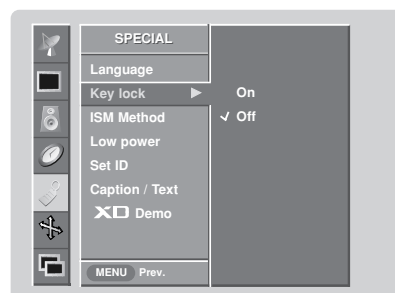 SPECIAL
Language
Key lock
On
ISM Method
Off
Low power
Set ID
Caption / Text
XD Demo
MENU Prev.